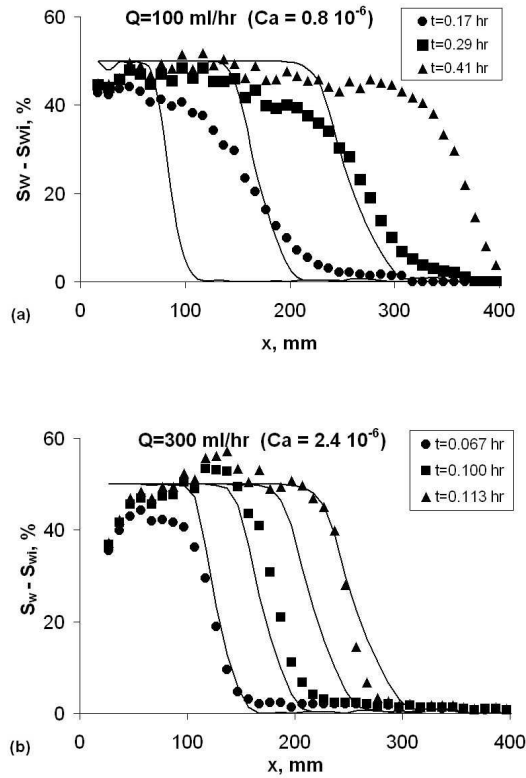 Q=100 ml/hr (Ca = 0.8 10⁻⁶)
t=0.17 hr
t=0.29 hr
t=0.41 hr
60
40
20
0
Sw - Swi, %
0
100
200
300
400
x, mm
(a)
Q=300 ml/hr (Ca = 2.4 10⁻⁶)
t=0.067 hr
t=0.100 hr
t=0.113 hr
60
40
20
0
Sw - Swi, %
0
100
200
300
400
x, mm
(b)